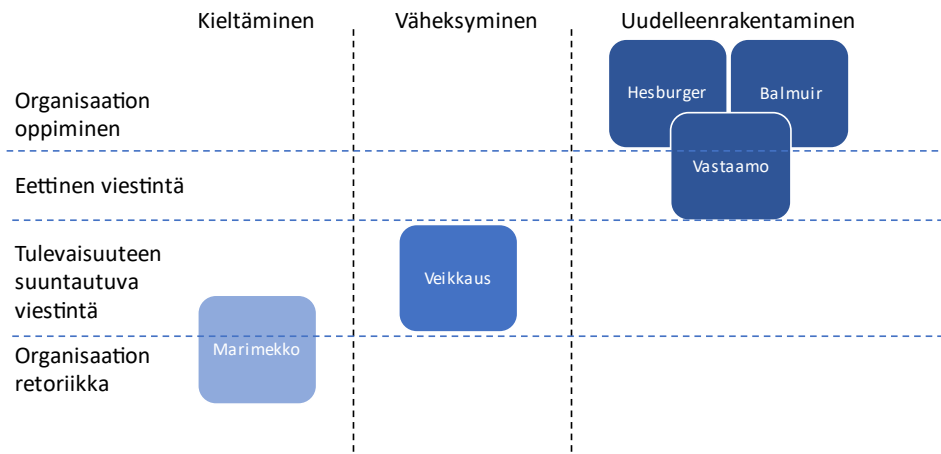 Kieltäminen Väheksyminen Uudelleenrakentaminen
Hesburger Balmuir
Organisaation
oppiminen
Vastaamo
Eettinen viestintä
Tulevaisuuteen
suuntautuva
viestintä
Veikkaus
Marimekko
Organisaation
retoriikka